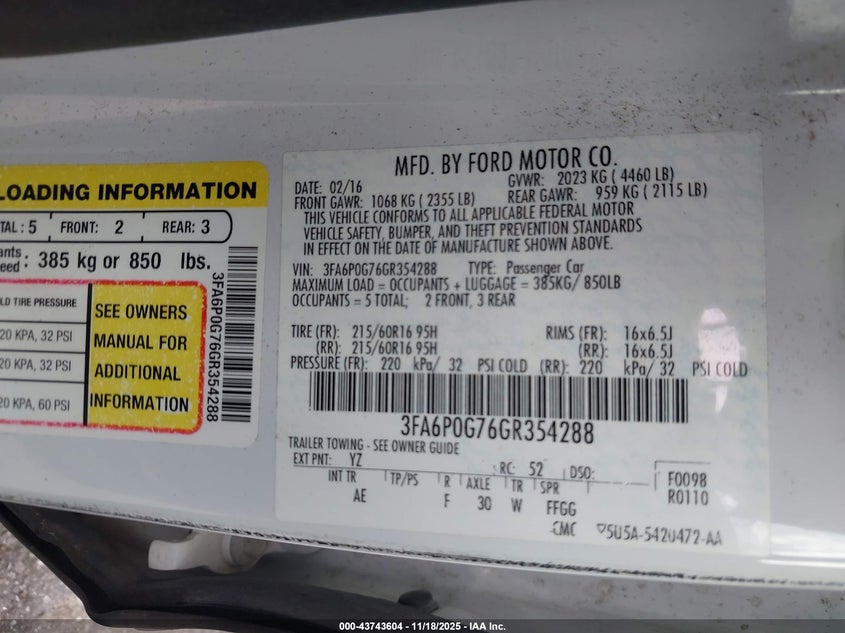 LOADING INFORMATION
TAL : 5 FRONT: 2 REAR: 3
385 kg or 850 lbs.
LD TIRE PRESSURE
20 KPA, 32 PSI
20 KPA, 32 PSI
20 KPA, 60 PSI
SEE OWNERS
MANUAL FOR
ADDITIONAL
INFORMATION
3FA6P0G76GR354288
MFD. BY FORD MOTOR CO.
DATE: 02/16 GVWR: 2023 KG ( 4460 LB)
FRONT GAWR: 1068 KG ( 2355 LB) REAR GAWR: 959 KG ( 2115 LB)
THIS VEHICLE CONFORMS TO ALL APPLICABLE FEDERAL MOTOR
VEHICLE SAFETY, BUMPER, AND THEFT PREVENTION STANDARDS
IN EFFECT ON THE DATE OF MANUFACTURE SHOWN ABOVE.
VIN: 3FA6P0G76GR354288 TYPE: Passenger Car
MAXIMUM LOAD = OCCUPANTS + LUGGAGE = 385KG/ 850LB
OCCUPANTS = 5 TOTAL; 2 FRONT, 3 REAR
TIRE (FR): 215/60R16 95H RIMS (FR): 16x6.5J
(RR): 215/60R16 95H (RR): 16x6.5J
PRESSURE (FR): 220 kPa/ 32 PSI COLD (RR): 220 kPa/ 32 PSI COLD
3FA6P0G76GR354288
TRAILER TOWING - SEE OWNER GUIDE
EXT PNT: YZ RC: 52 DSO: F0098
INT TR TP/PS R AXLE TR SPR R0110
AE F 30 W FFGG
CMC 5U5A-5420472-AA
000-43743604 - 11/18/2025 - IAA Inc.